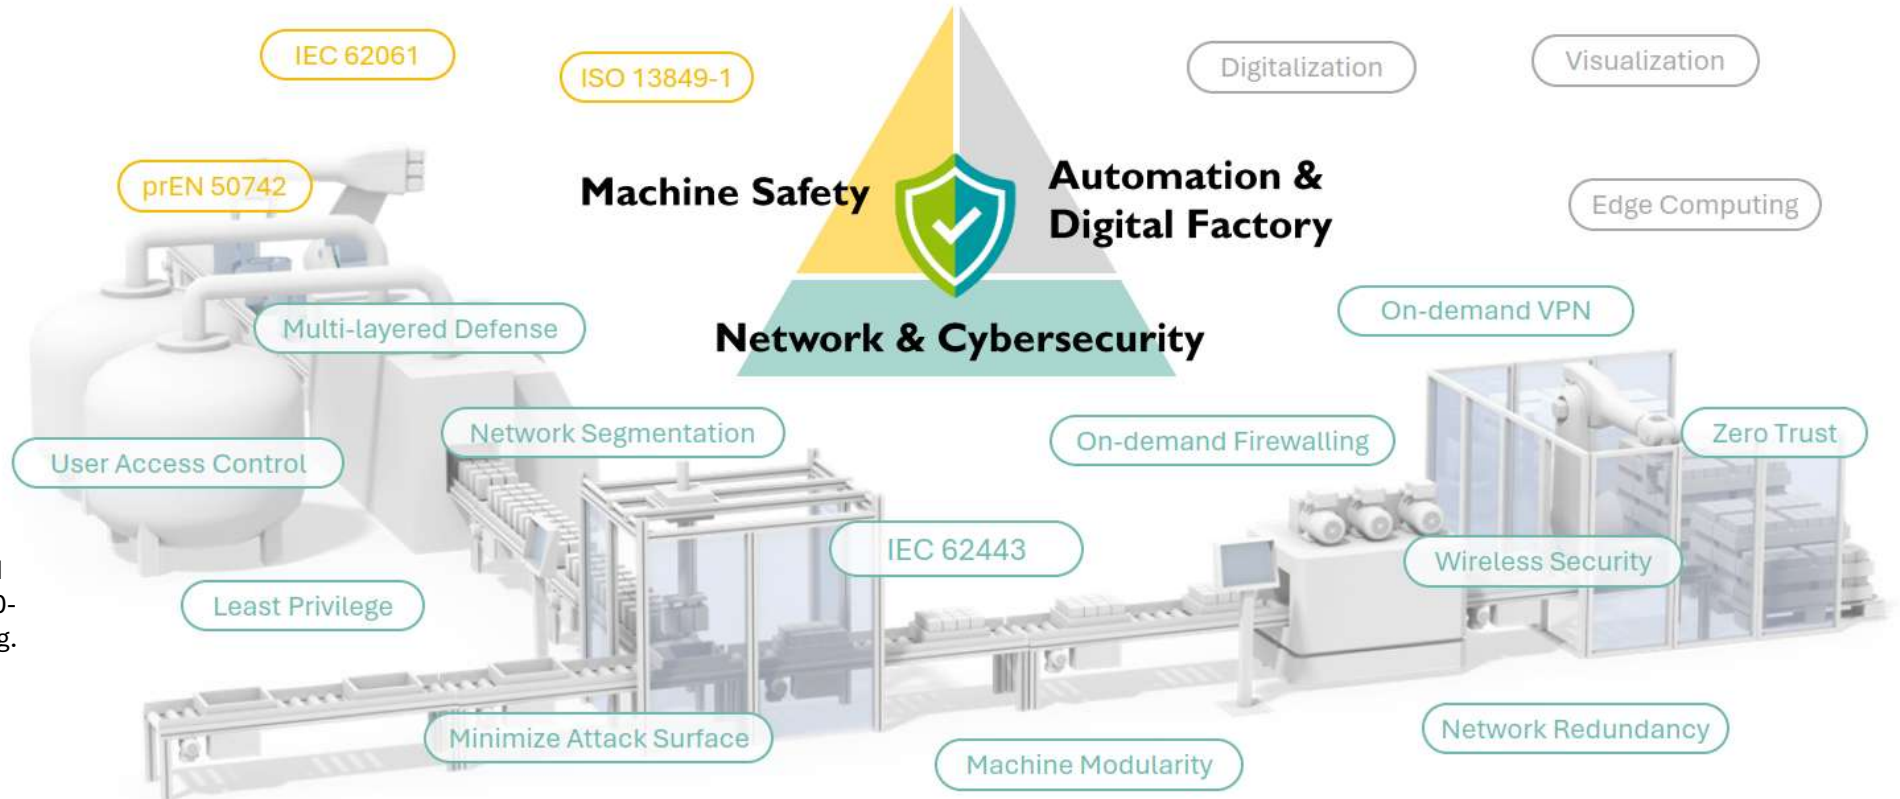 IEC 62061
ISO 13849-1
Digitalization
Visualization
prEN 50742
Machine Safety
Automation &
Digital Factory
Edge Computing
Multi-layered Defense
Network & Cybersecurity
On-demand VPN
User Access Control
Network Segmentation
On-demand Firewalling
Zero Trust
IEC 62443
Wireless Security
Least Privilege
Minimize Attack Surface
Machine Modularity
Network Redundancy